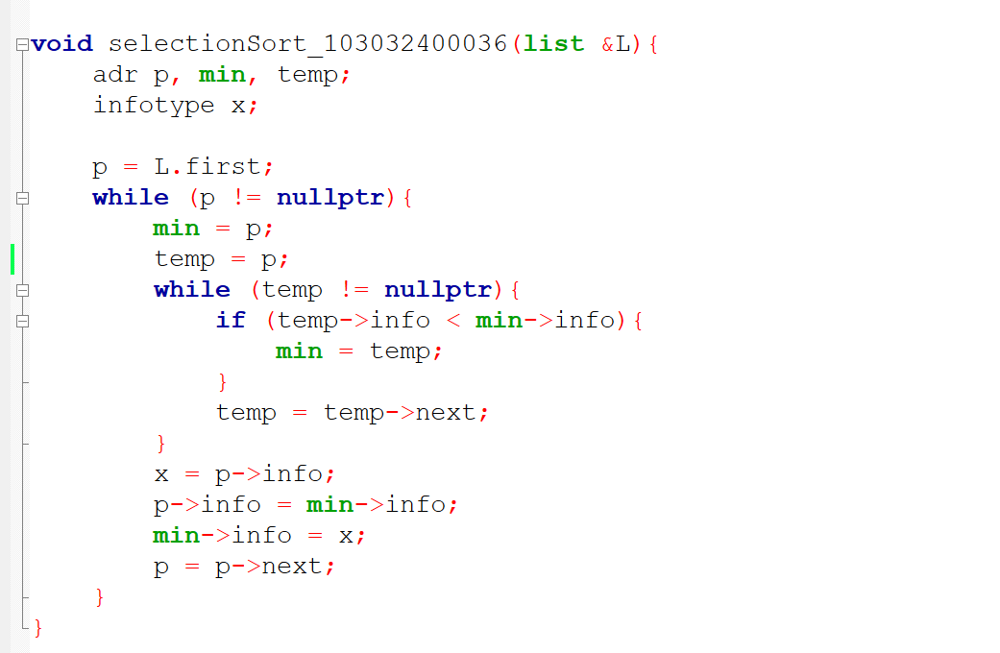 void selectionSort_103032400036(list &L){
    adr p, min, temp;
    infotype x;

    p = L.first;
    while (p != nullptr){
        min = p;
        temp = p;
        while (temp != nullptr){
            if (temp->info < min->info){
                min = temp;
            }
            temp = temp->next;
        }
        x = p->info;
        p->info = min->info;
        min->info = x;
        p = p->next;
    }
}